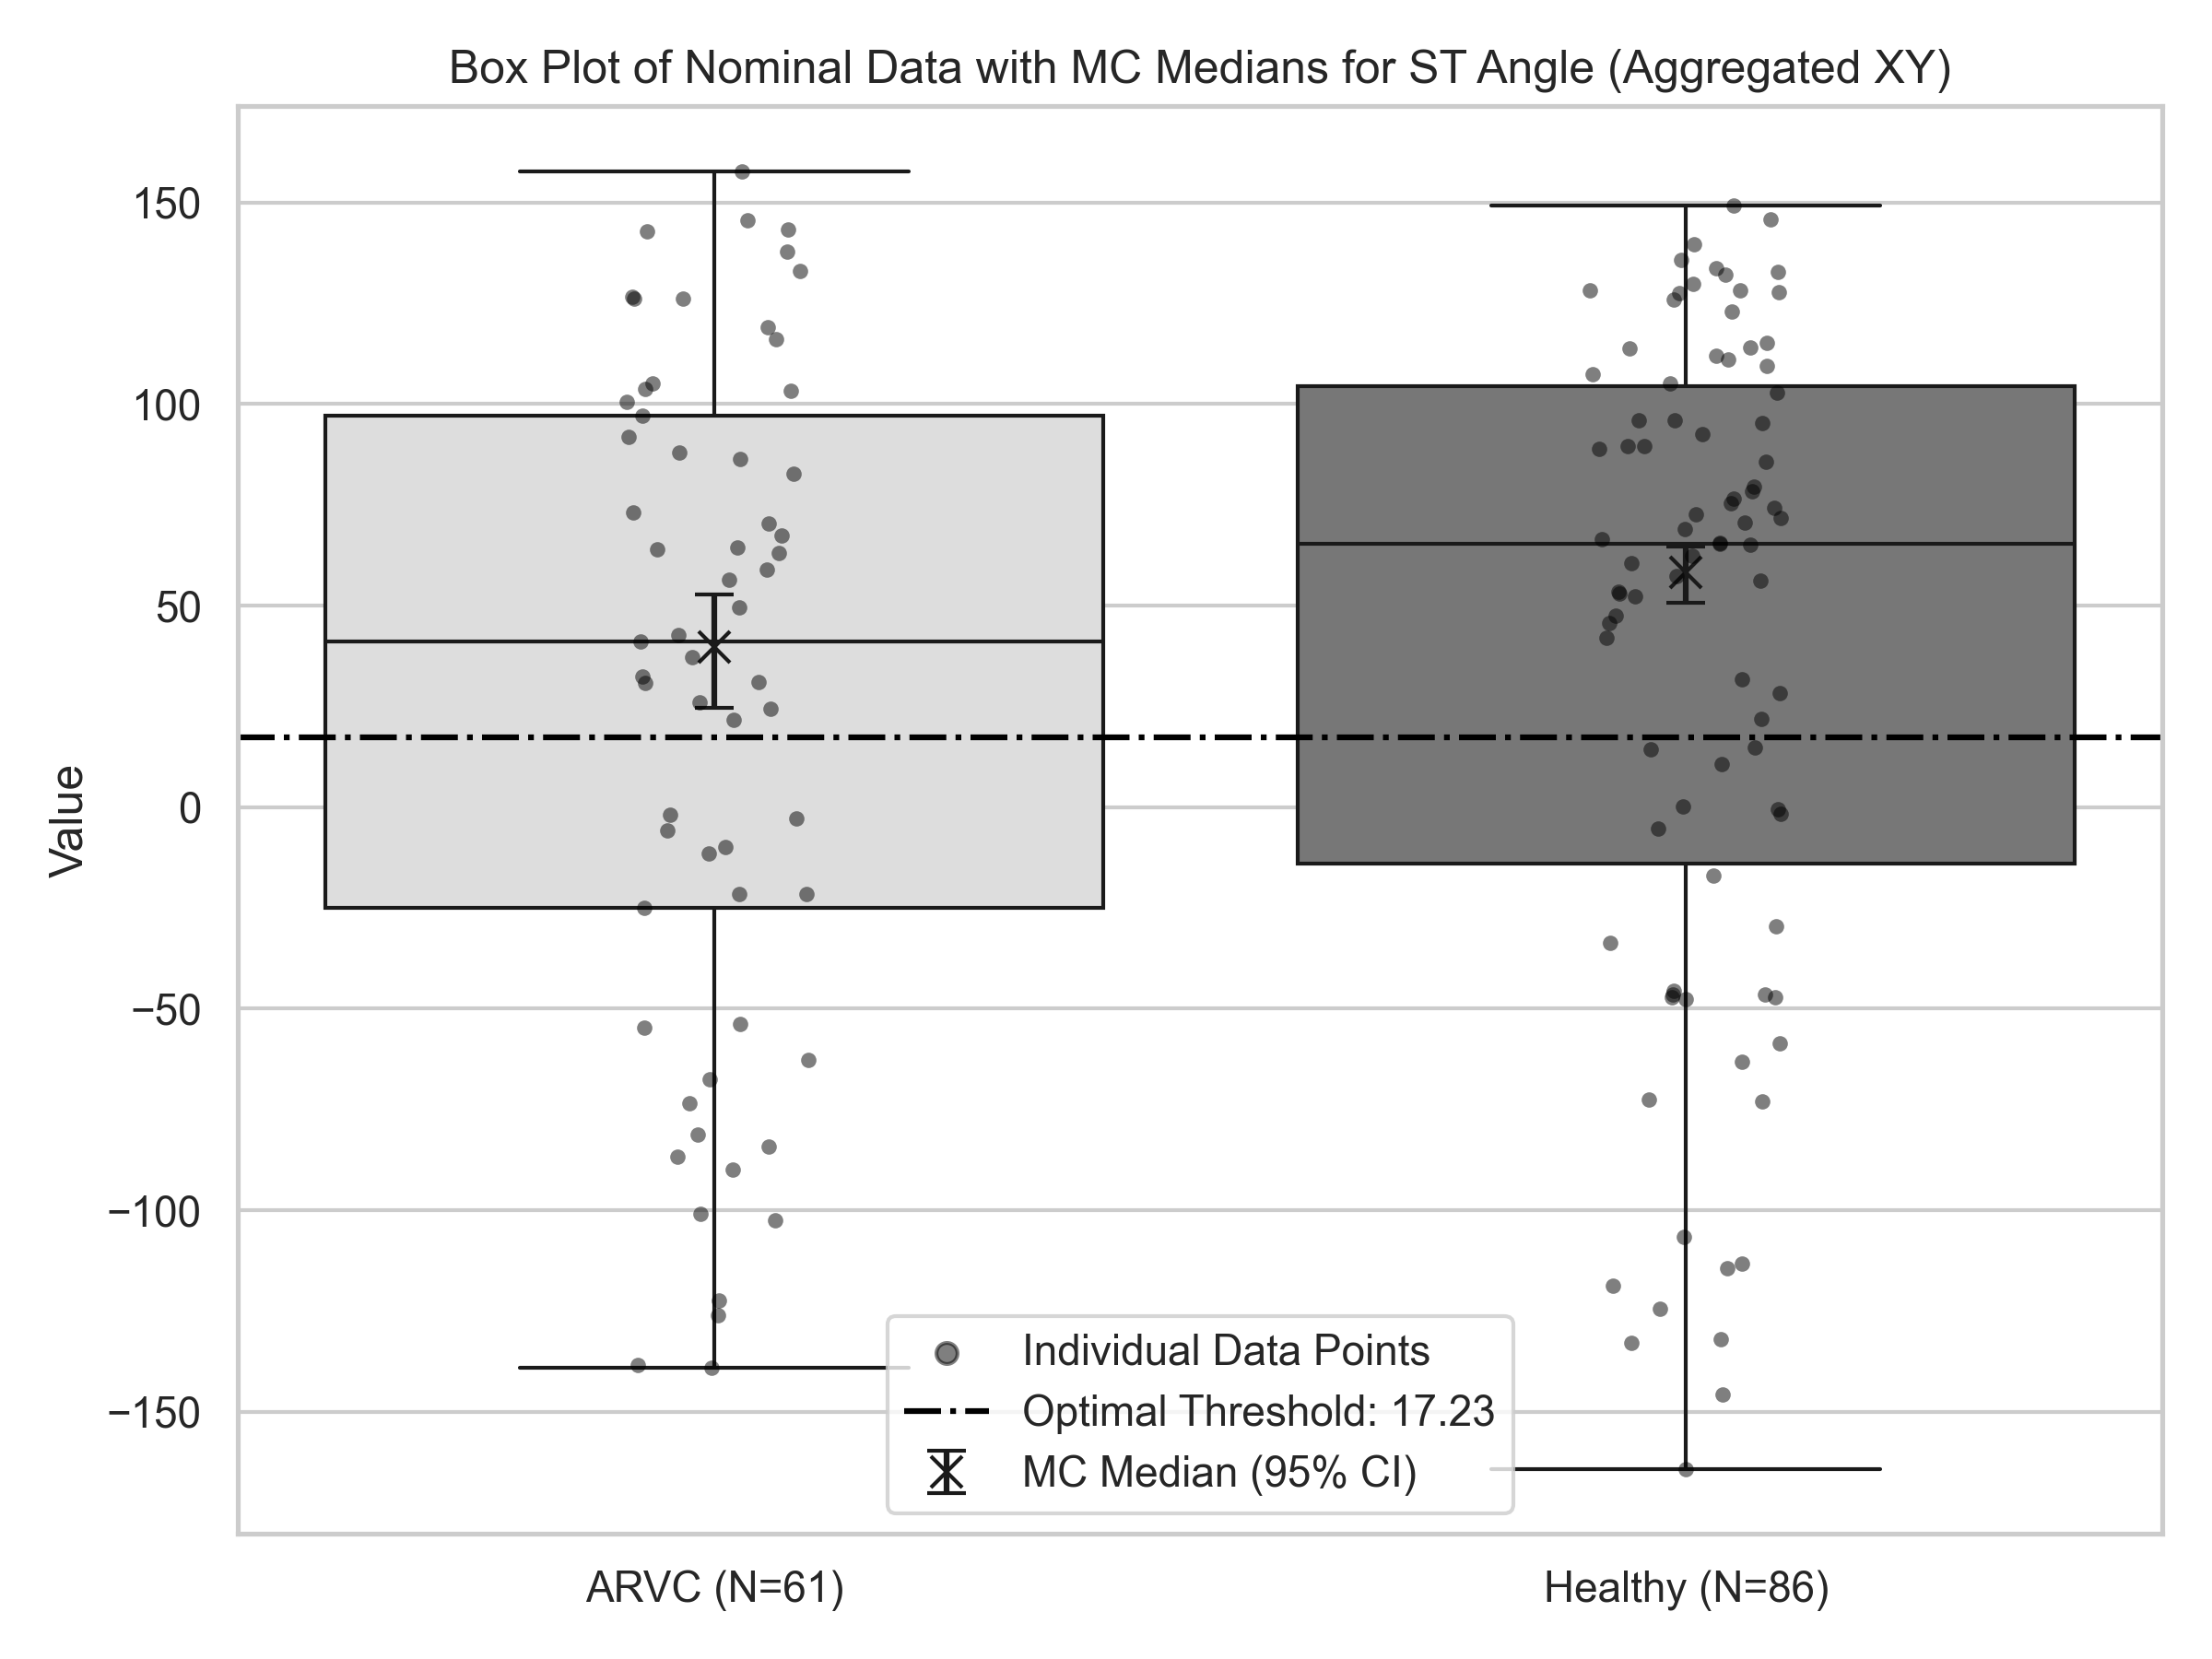 Box Plot of Nominal Data with MC Medians for ST Angle (Aggregated XY)
Value
150
100
50
0
−50
−100
−150
Individual Data Points
Optimal Threshold: 17.23
MC Median (95% CI)
ARVC (N=61)
Healthy (N=86)